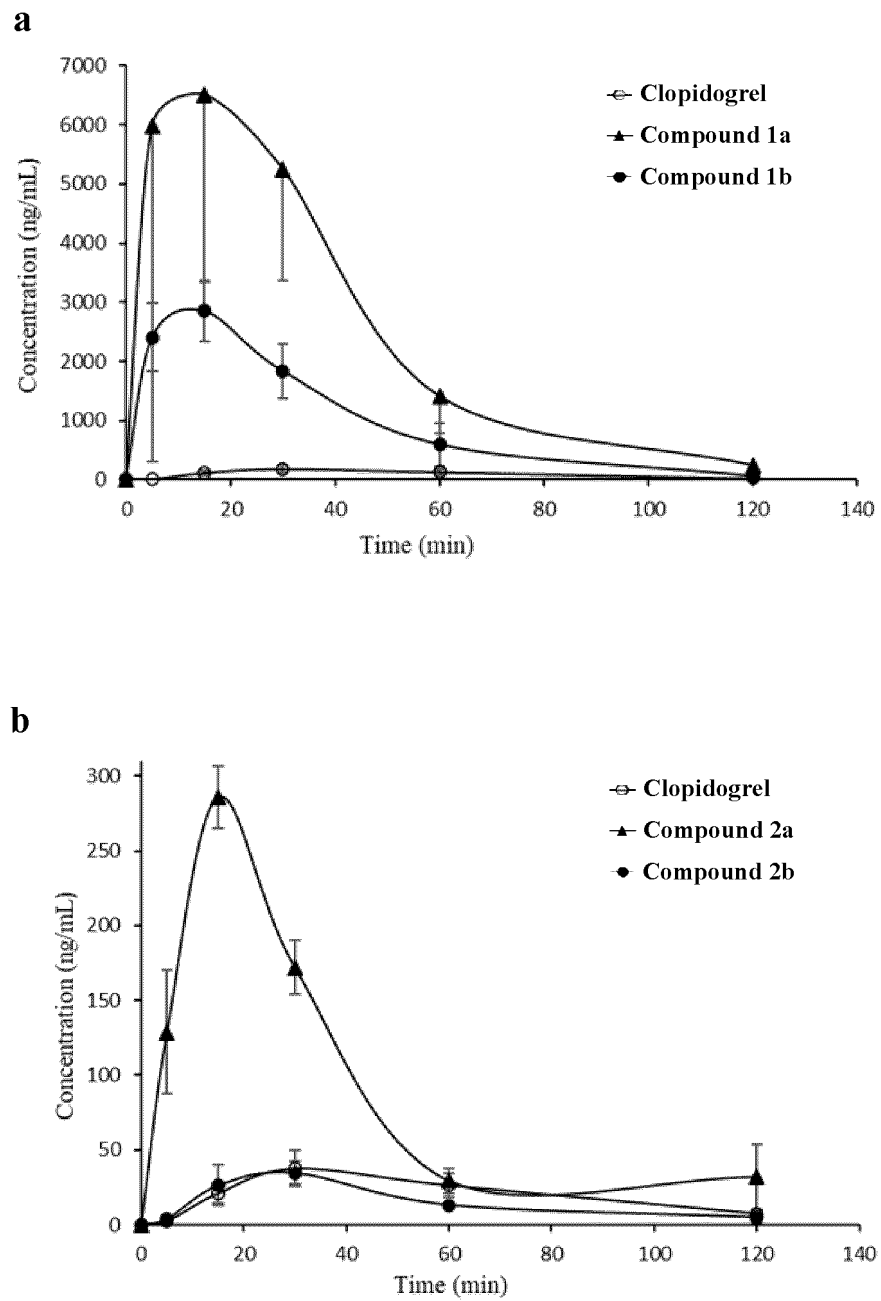 a
7000
6000
5000
4000
3000
2000
1000
0
Concentration (ng/mL)
0 20 40 60 80 100 120 140
Time (min)
Clopidogrel
Compound 1a
Compound 1b
b
300
250
200
150
100
50
0
Concentration (ng/mL)
0 20 40 60 80 100 120 140
Time (min)
Clopidogrel
Compound 2a
Compound 2b